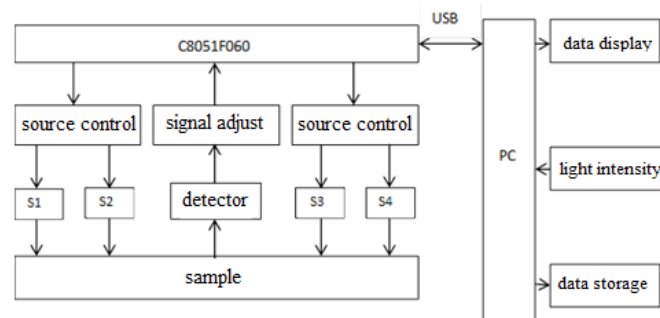 USB
C8051F060
data display
source control
signal adjust
source control
PC
light intensity
S1
S2
detector
S3
S4
sample
data storage